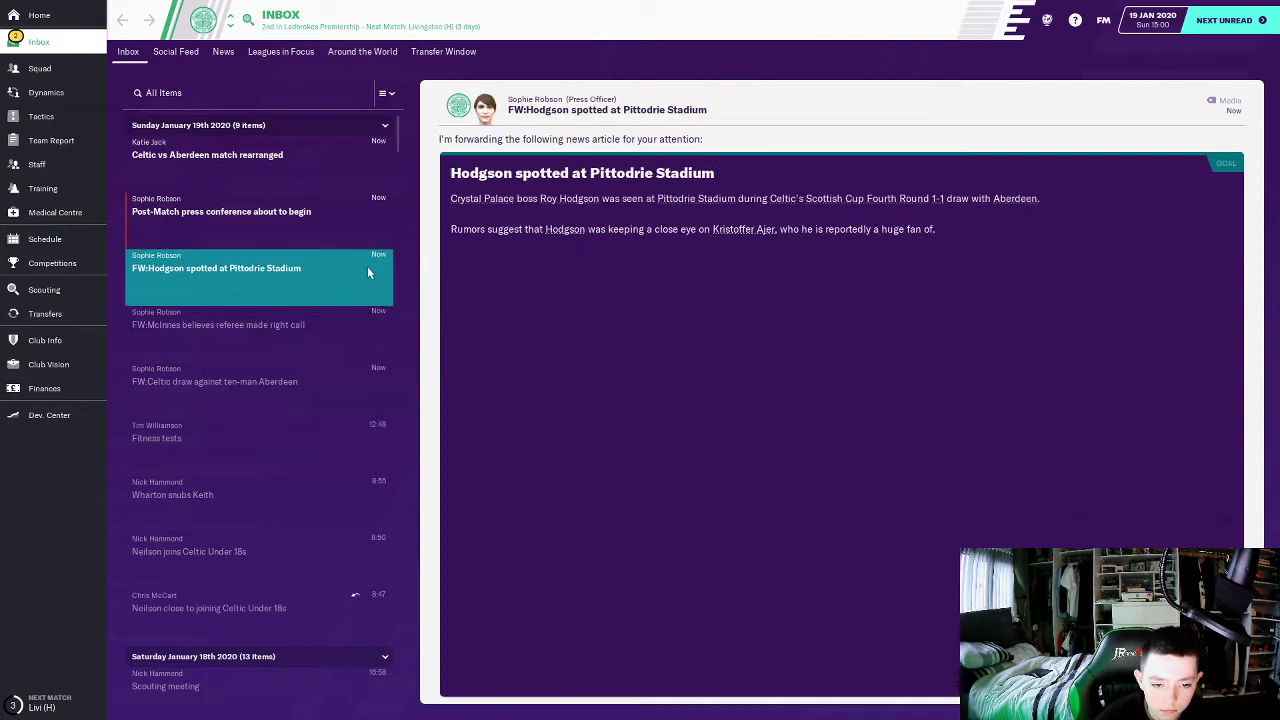 2
Inbox
Squad
Dynamics
Tactics
Team Report
Staff
Training
Medical Centre
Schedule
Competitions
Scouting
Transfers
Club Info
Club Vision
Finances
Dev. Center
3
NEXT MATCH
Livi (H)
INBOX
2nd in Ladbrokes Premiership - Next Match: Livingston (H) (3 days)
FM
19 JAN 2020
Sun 15:00
NEXT UNREAD
Inbox Social Feed News Leagues in Focus Around the World Transfer Window
All Items
Sunday January 19th 2020 (9 items)
Katie Jack Now
Celtic vs Aberdeen match rearranged
Sophie Robson Now
Post-Match press conference about to begin
Sophie Robson Now
FW:Hodgson spotted at Pittodrie Stadium
Sophie Robson Now
FW:McInnes believes referee made right call
Sophie Robson Now
FW:Celtic draw against ten-man Aberdeen
Tim Williamson 12:48
Fitness tests
Nick Hammond 8:55
Wharton snubs Keith
Nick Hammond 8:50
Neilson joins Celtic Under 18s
Chris McCart 8:47
Neilson close to joining Celtic Under 18s
Saturday January 18th 2020 (13 items)
Nick Hammond 16:58
Scouting meeting
Sophie Robson (Press Officer)
FW:Hodgson spotted at Pittodrie Stadium
Media
Now
I'm forwarding the following news article for your attention:
GOAL
Hodgson spotted at Pittodrie Stadium
Crystal Palace boss Roy Hodgson was seen at Pittodrie Stadium during Celtic's Scottish Cup Fourth Round 1-1 draw with Aberdeen.
Rumors suggest that Hodgson was keeping a close eye on Kristoffer Ajer, who he is reportedly a huge fan of.